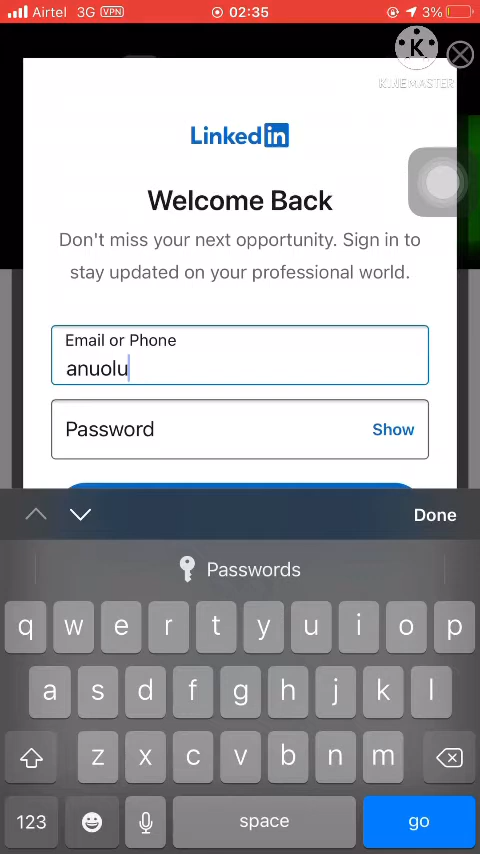 Airtel 3G VPN 02:35 3%
K
KINEMASTER
Linkedin
Welcome Back
Don't miss your next opportunity. Sign in to
stay updated on your professional world.
Email or Phone
anuolu
Password Show
Done
Passwords
q w e r t y u i o p
a s d f g h j k l
z x c v b n m
123 space go